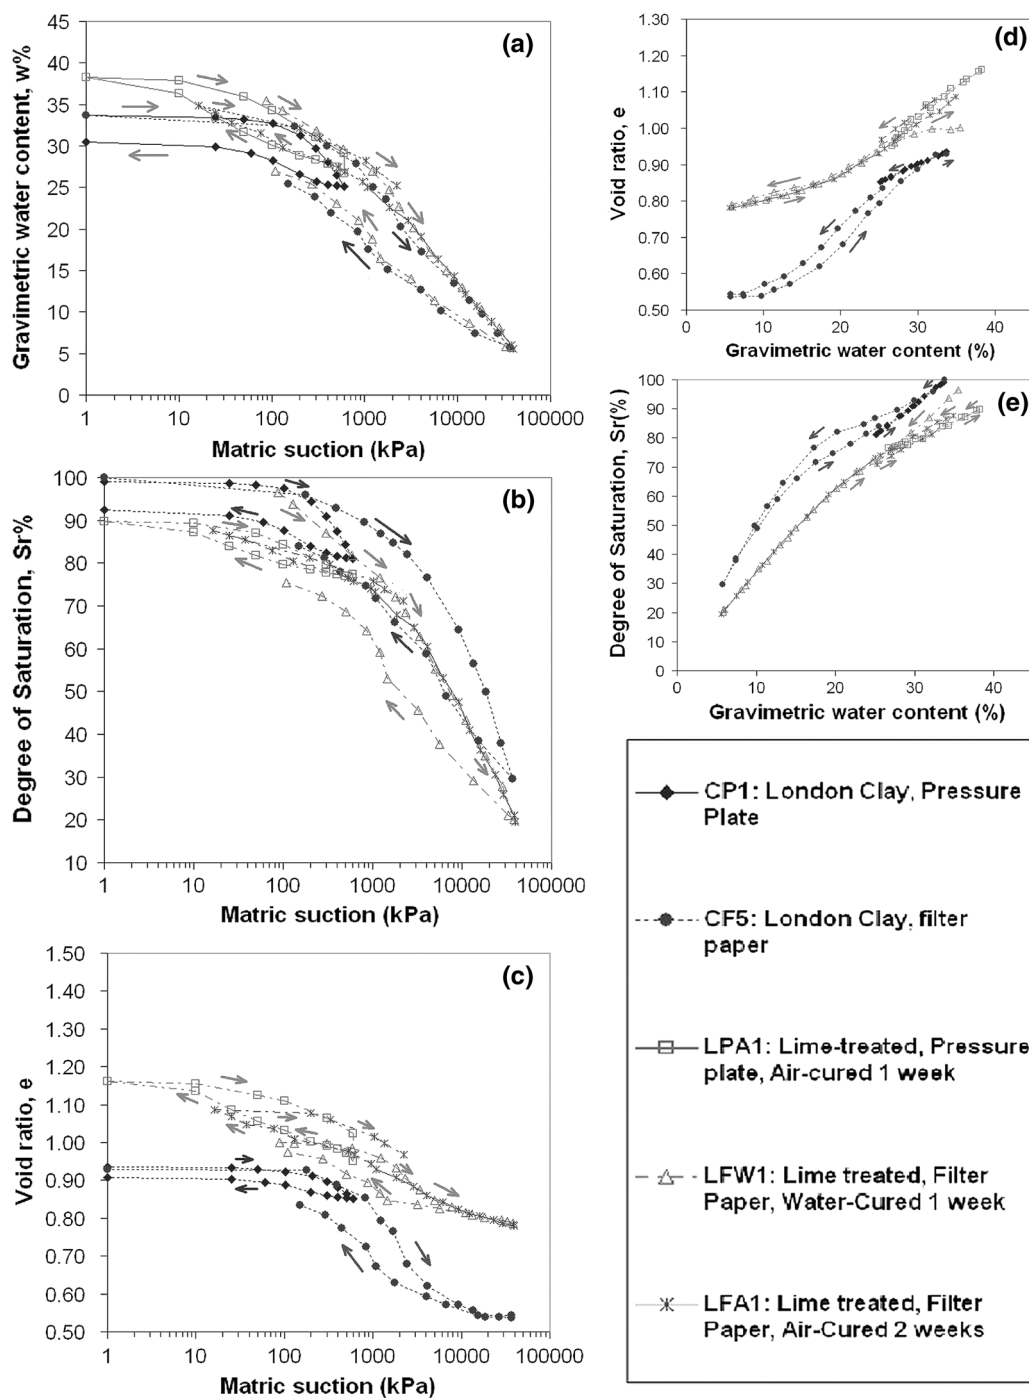 (a)
Gravimetric water content, w%
45
40
35
30
25
20
15
10
5
0
1 10 100 1000 10000 100000
Matric suction (kPa)
(b)
Degree of Saturation, Sr%
100
90
80
70
60
50
40
30
20
10
1 10 100 1000 10000 100000
Matric suction (kPa)
(c)
Void ratio, e
1.50
1.40
1.30
1.20
1.10
1.00
0.90
0.80
0.70
0.60
0.50
1 10 100 1000 10000 100000
Matric suction (kPa)
(d)
Void ratio, e
1.30
1.20
1.10
1.00
0.90
0.80
0.70
0.60
0.50
0 10 20 30 40
Gravimetric water content (%)
(e)
Degree of Saturation, Sr(%)
100
90
80
70
60
50
40
30
20
10
0
0 10 20 30 40
Gravimetric water content (%)
CP1: London Clay, Pressure
Plate
CF5: London Clay, filter
paper
LPA1: Lime-treated, Pressure
plate, Air-cured 1 week
LFW1: Lime treated, Filter
Paper, Water-Cured 1 week
LFA1: Lime treated, Filter
Paper, Air-Cured 2 weeks